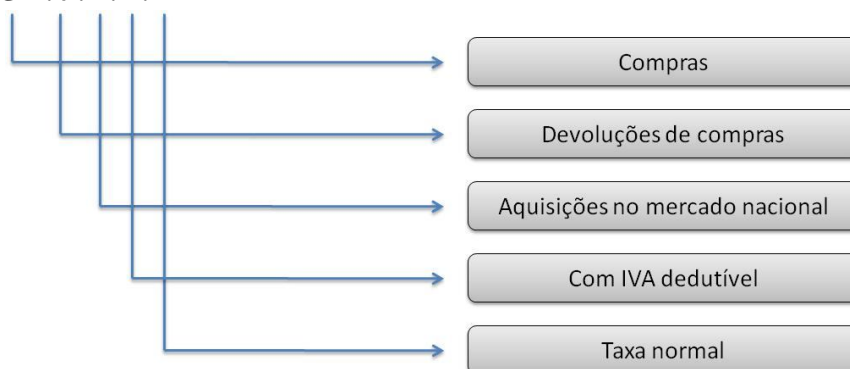 Compras
Devoluções de compras
Aquisições no mercado nacional
Com IVA dedutível
Taxa normal